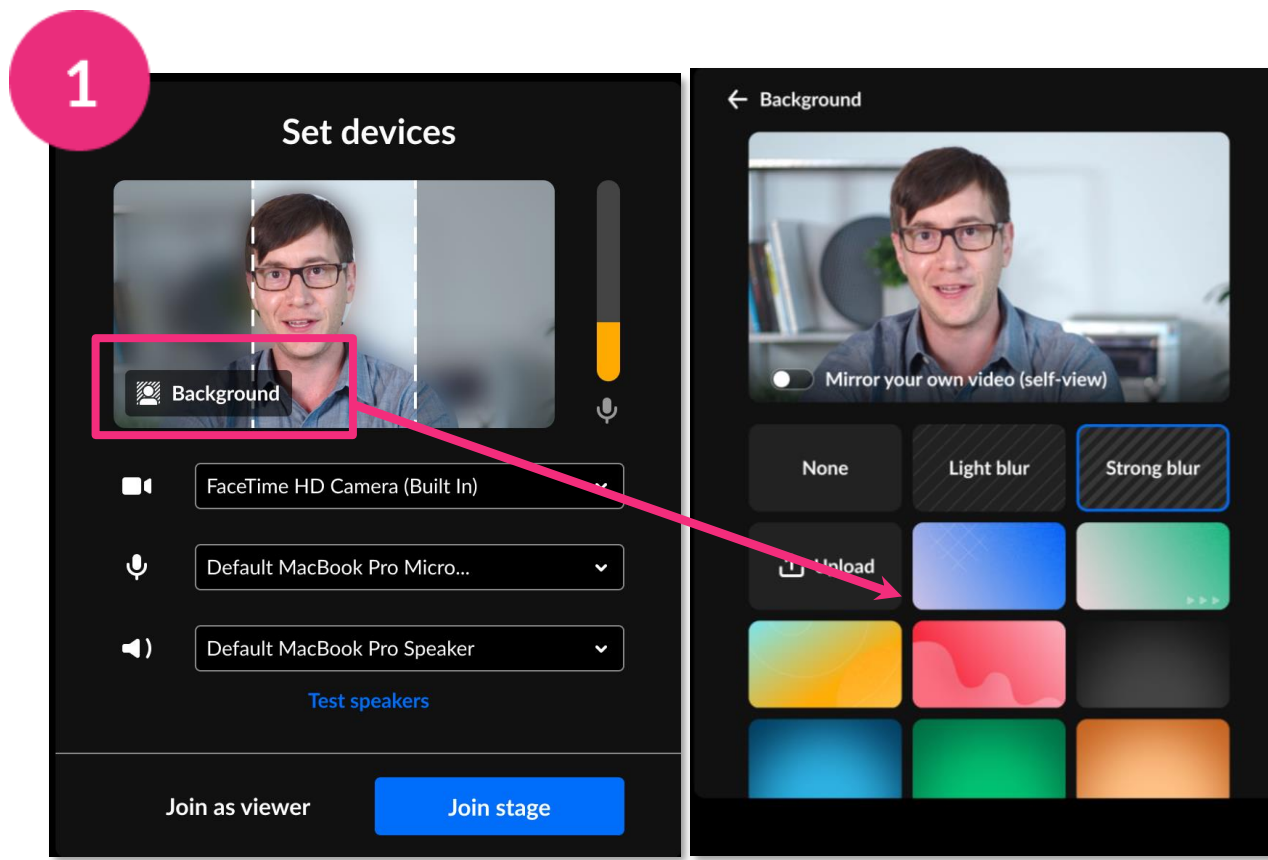 1
Set devices
Background
FaceTime HD Camera (Built In)
Default MacBook Pro Micro...
Default MacBook Pro Speaker
Test speakers
Join as viewer
Join stage
Background
Mirror your own video (self-view)
None
Light blur
Strong blur
Upload